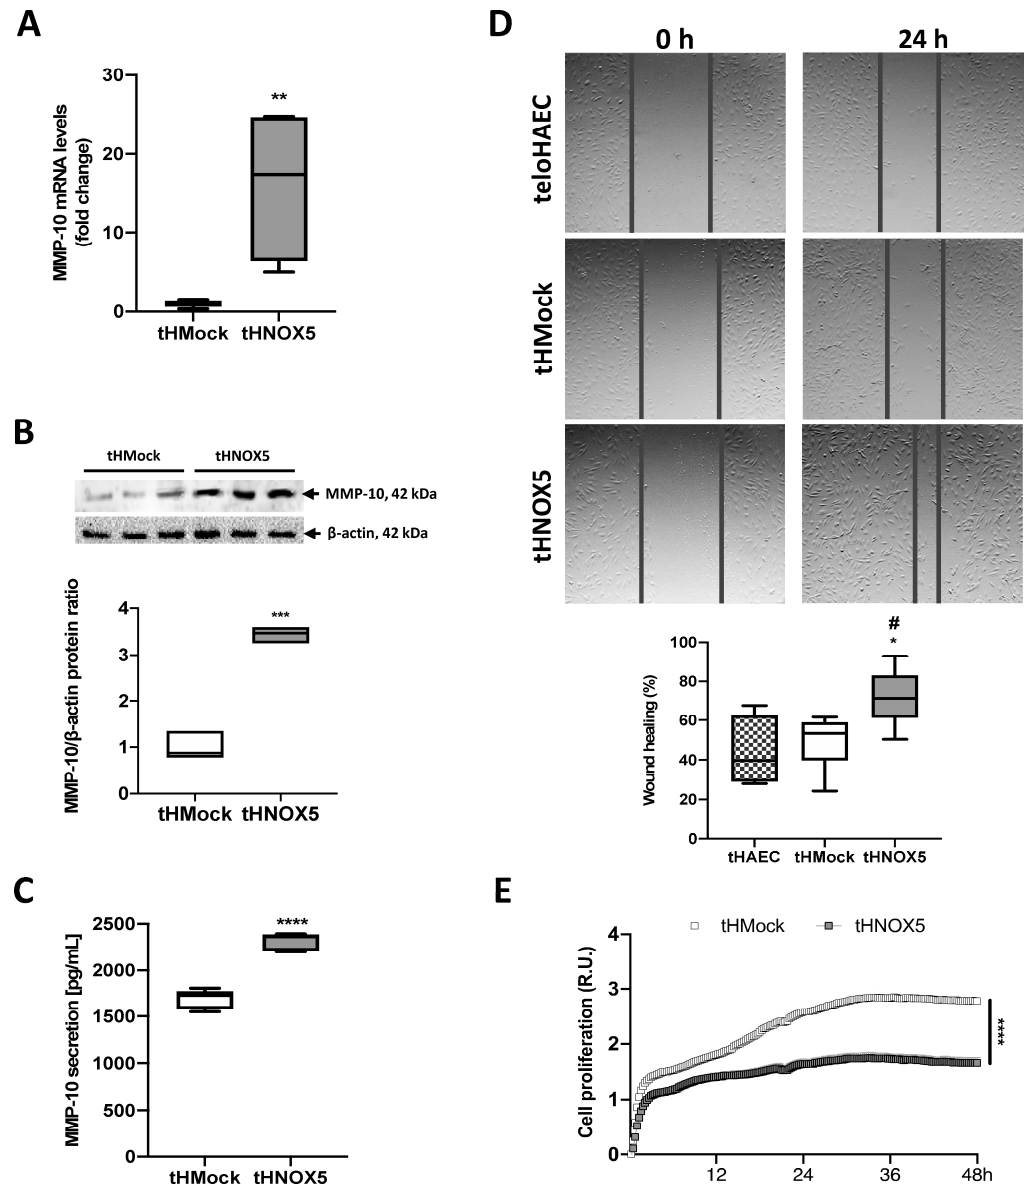 A
MMP-10 mRNA levels
(fold change)
30
20
10
0
**
tHMock tHNOX5
B
tHMock tHNOX5
MMP-10, 42 kDa
β-actin, 42 kDa
MMP-10/β-actin protein ratio
4
3
2
1
0
***
tHMock tHNOX5
C
MMP-10 secretion [pg/mL]
2500
2000
1500
1000
500
0
****
tHMock tHNOX5
D
0 h 24 h
teloHAEC
tHMock
tHNOX5
Wound healing (%)
100
80
60
40
20
0
#
*
tHAEC tHMock tHNOX5
E
tHMock tHNOX5
Cell proliferation (R.U.)
4
3
2
1
0
****
12 24 36 48h